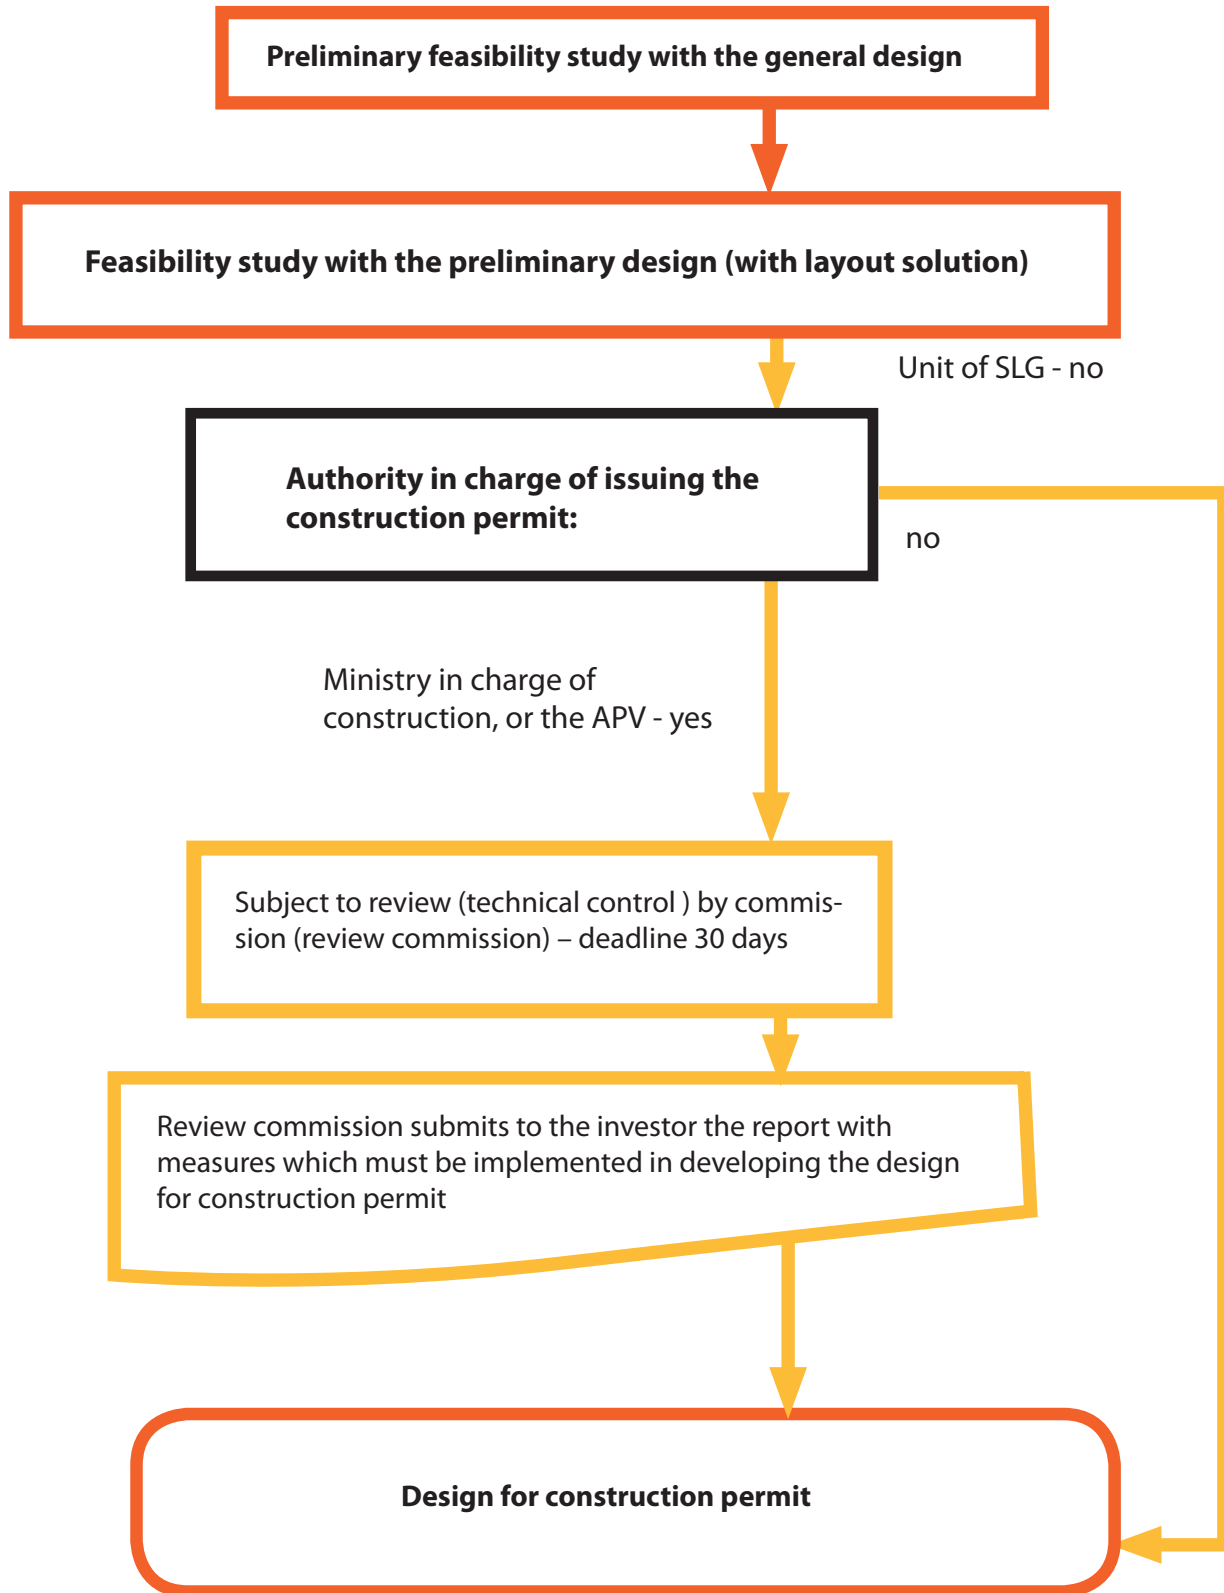 Preliminary feasibility study with the general design
Feasibility study with the preliminary design (with layout solution)
Unit of SLG - no
Authority in charge of issuing the
construction permit:
no
Ministry in charge of
construction, or the APV - yes
Subject to review (technical control ) by commis-
sion (review commission) – deadline 30 days
Review commission submits to the investor the report with
measures which must be implemented in developing the design
for construction permit
Design for construction permit